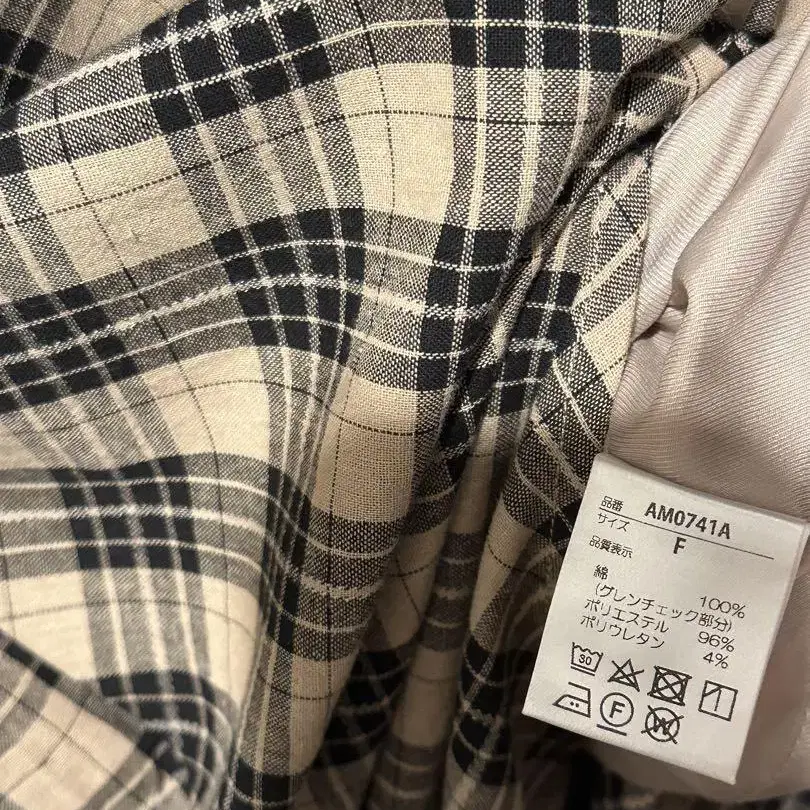 品番 AM0741A
サイズ F
品質表示
綿 100%
(グレンチェック部分)
ポリエステル 96%
ポリウレタン 4%
30
F
W